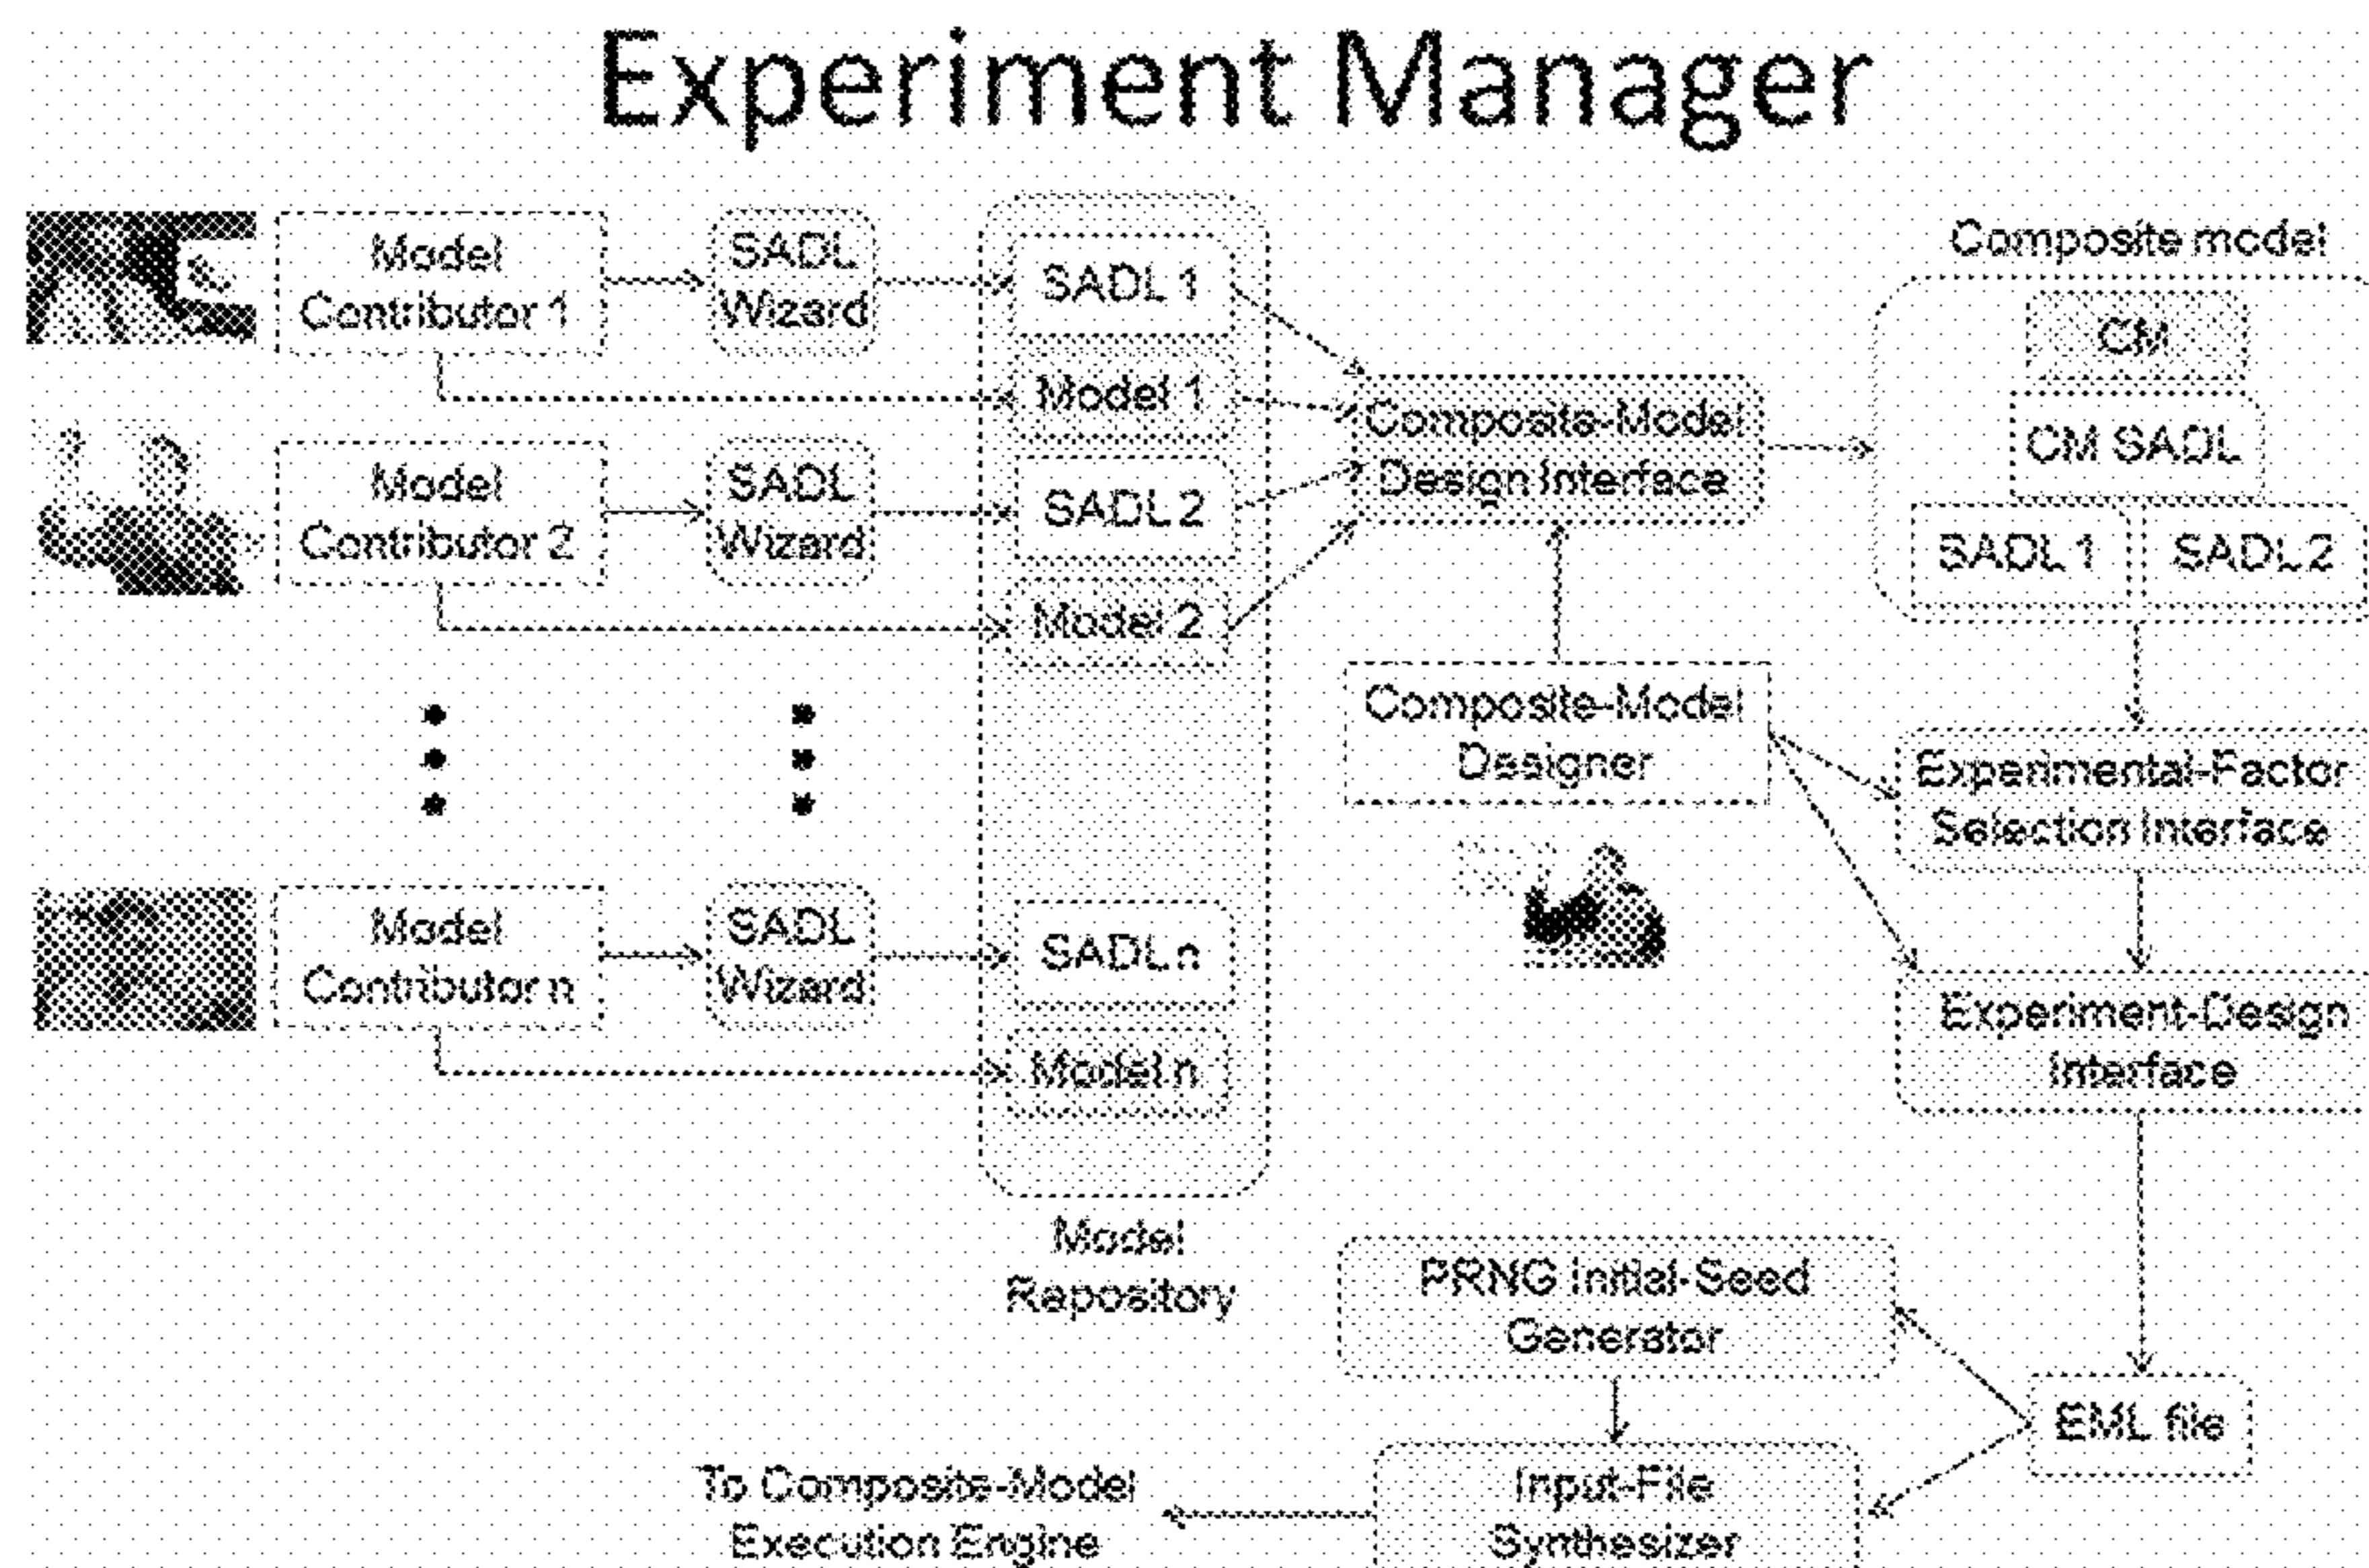 Experiment Manager
Model
Contributor 1
SADL
Wizard
SADL 1
Model 1
Model
Contributor 2
SADL
Wizard
SADL 2
Model 2
Model
Contributor n
SADL
Wizard
SADL n
Model n
Model
Repository
Composite-Model
Design Interface
Composite-Model
Designer
Composite model
CM
CM SADL
SADL 1
SADL 2
Experimental-Factor
Selection Interface
Experiment-Design
Interface
EML file
PRNG Initial-Seed
Generator
Input-File
Synthesizer
To Composite-Model
Execution Engine